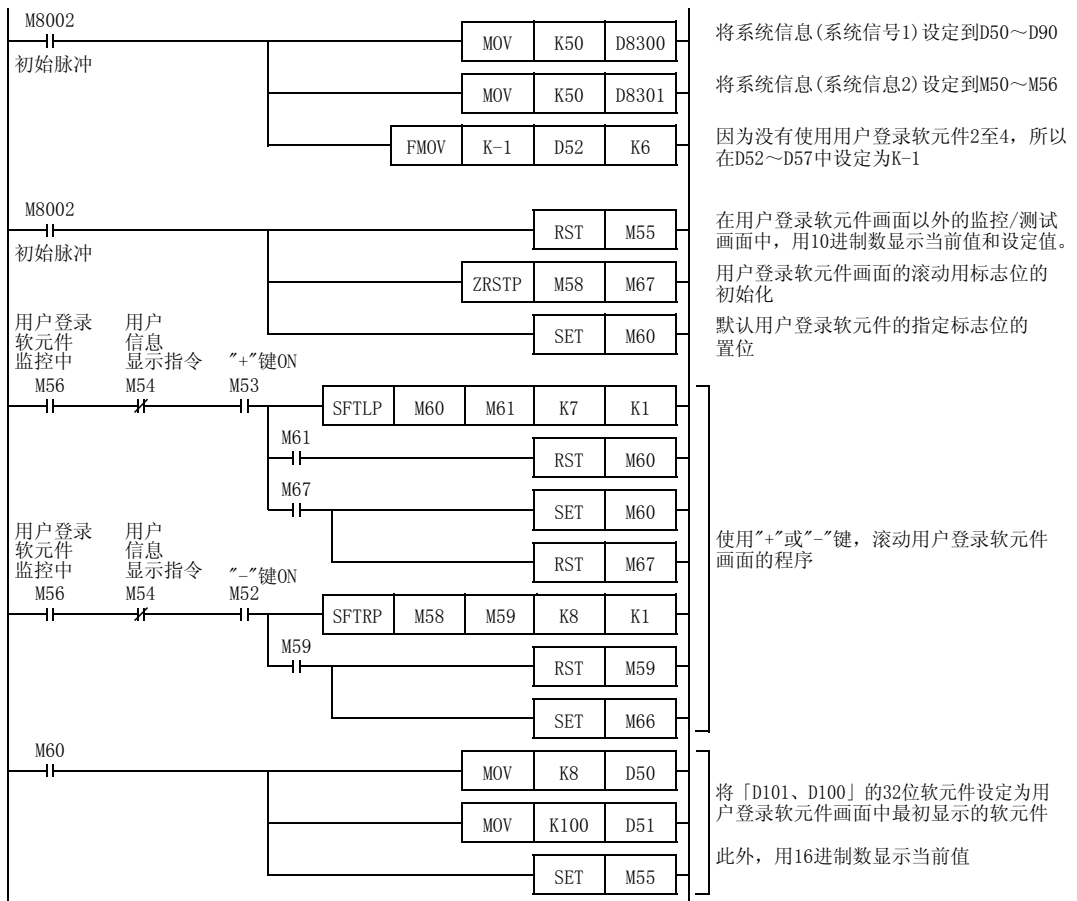 M8002
初始脉冲
MOV K50 D8300
将系统信息(系统信号1)设定到D50～D90
MOV K50 D8301
将系统信息(系统信息2)设定到M50～M56
FMOV K-1 D52 K6
因为没有使用用户登录软元件2至4，所以
在D52～D57中设定为K-1
M8002
初始脉冲
RST M55
在用户登录软元件画面以外的监控/测试
画面中，用10进制数显示当前值和设定值。
ZRSTP M58 M67
用户登录软元件画面的滚动用标志位的
初始化
SET M60
默认用户登录软元件的指定标志位的
置位
用户登录 用户
软元件 信息
监控中 显示指令 "+"键ON
M56 M54 M53
SFTLP M60 M61 K7 K1
M61
RST M60
M67
SET M60
RST M67
使用"+"或"-"键，滚动用户登录软元件
画面的程序
用户登录 用户
软元件 信息
监控中 显示指令 "-"键ON
M56 M54 M52
SFTRP M58 M59 K8 K1
M59
RST M59
SET M66
M60
MOV K8 D50
MOV K100 D51
SET M55
将「D101、D100」的32位软元件设定为用
户登录软元件画面中最初显示的软元件
此外，用16进制数显示当前值